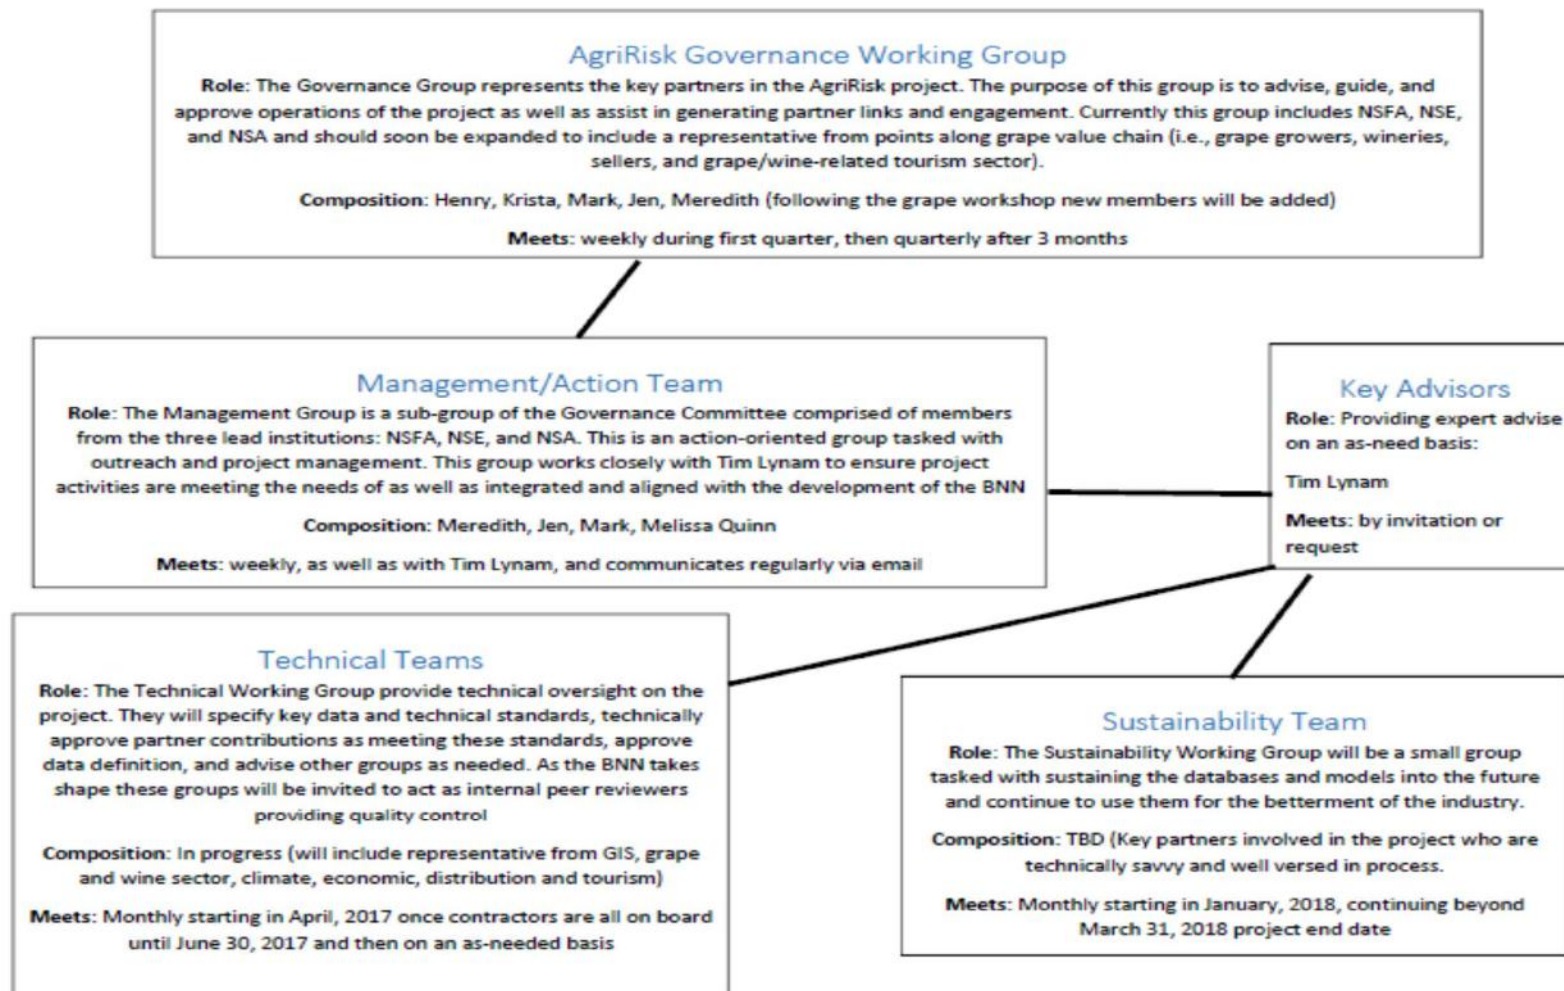 AgriRisk Governance Working Group
Role: The Governance Group represents the key partners in the AgriRisk project. The purpose of this group is to advise, guide, and
approve operations of the project as well as assist in generating partner links and engagement. Currently this group includes NSFA, NSE,
and NSA and should soon be expanded to include a representative from points along grape value chain (i.e., grape growers, wineries,
sellers, and grape/wine-related tourism sector).
Composition: Henry, Krista, Mark, Jen, Meredith (following the grape workshop new members will be added)
Meets: weekly during first quarter, then quarterly after 3 months
Management/Action Team
Role: The Management Group is a sub-group of the Governance Committee comprised of members
from the three lead institutions: NSFA, NSE, and NSA. This is an action-oriented group tasked with
outreach and project management. This group works closely with Tim Lynam to ensure project
activities are meeting the needs of as well as integrated and aligned with the development of the BNN
Composition: Meredith, Jen, Mark, Melissa Quinn
Meets: weekly, as well as with Tim Lynam, and communicates regularly via email
Key Advisors
Role: Providing expert advise
on an as-need basis:
Tim Lynam
Meets: by invitation or
request
Technical Teams
Role: The Technical Working Group provide technical oversight on the
project. They will specify key data and technical standards, technically
approve partner contributions as meeting these standards, approve
data definition, and advise other groups as needed. As the BNN takes
shape these groups will be invited to act as internal peer reviewers
providing quality control
Composition: In progress (will include representative from GIS, grape
and wine sector, climate, economic, distribution and tourism)
Meets: Monthly starting in April, 2017 once contractors are all on board
until June 30, 2017 and then on an as-needed basis
Sustainability Team
Role: The Sustainability Working Group will be a small group
tasked with sustaining the databases and models into the future
and continue to use them for the betterment of the industry.
Composition: TBD (Key partners involved in the project who are
technically savvy and well versed in process.
Meets: Monthly starting in January, 2018, continuing beyond
March 31, 2018 project end date